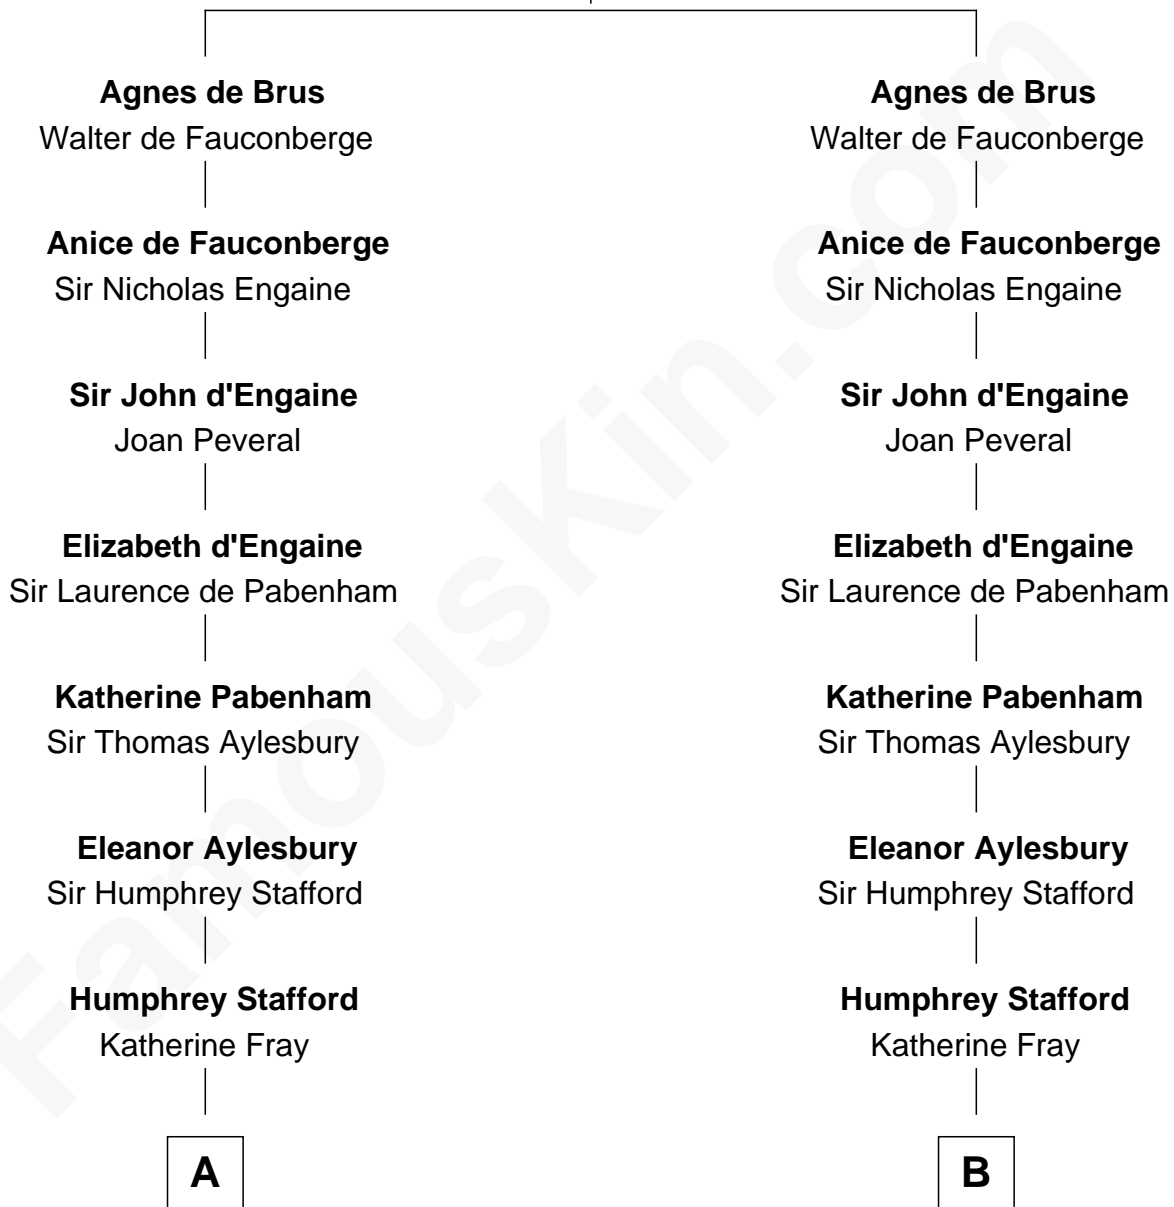 Agnes de Brus
Walter de Fauconberge
Anice de Fauconberge
Sir Nicholas Engaine
Sir John d'Engaine
Joan Peveral
Elizabeth d'Engaine
Sir Laurence de Pabenham
Katherine Pabenham
Sir Thomas Aylesbury
Eleanor Aylesbury
Sir Humphrey Stafford
Humphrey Stafford
Katherine Fray
A
Agnes de Brus
Walter de Fauconberge
Anice de Fauconberge
Sir Nicholas Engaine
Sir John d'Engaine
Joan Peveral
Elizabeth d'Engaine
Sir Laurence de Pabenham
Katherine Pabenham
Sir Thomas Aylesbury
Eleanor Aylesbury
Sir Humphrey Stafford
Humphrey Stafford
Katherine Fray
B
FamousKin.com